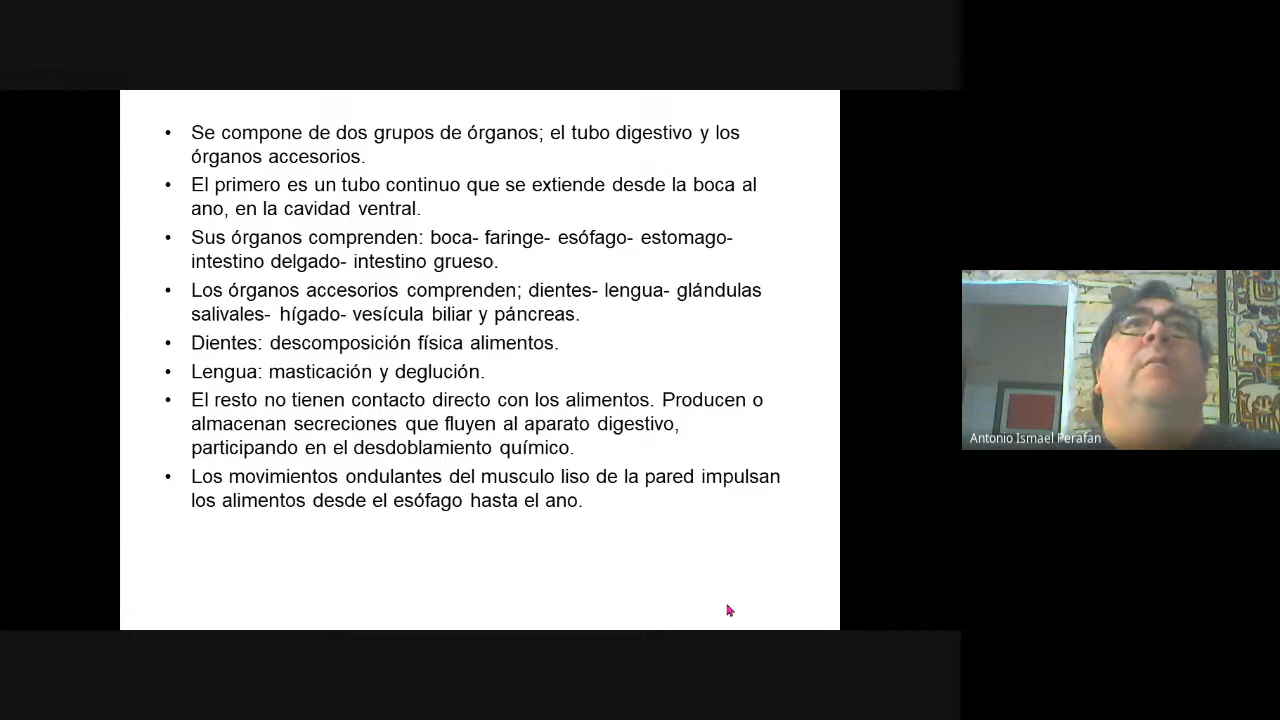 • Se compone de dos grupos de órganos; el tubo digestivo y los
órganos accesorios.
• El primero es un tubo continuo que se extiende desde la boca al
ano, en la cavidad ventral.
• Sus órganos comprenden: boca- faringe- esófago- estomago-
intestino delgado- intestino grueso.
• Los órganos accesorios comprenden; dientes- lengua- glándulas
salivales- hígado- vesícula biliar y páncreas.
• Dientes: descomposición física alimentos.
• Lengua: masticación y deglución.
• El resto no tienen contacto directo con los alimentos. Producen o
almacenan secreciones que fluyen al aparato digestivo,
participando en el desdoblamiento químico.
• Los movimientos ondulantes del musculo liso de la pared impulsan
los alimentos desde el esófago hasta el ano.
Antonio Ismael Perafan